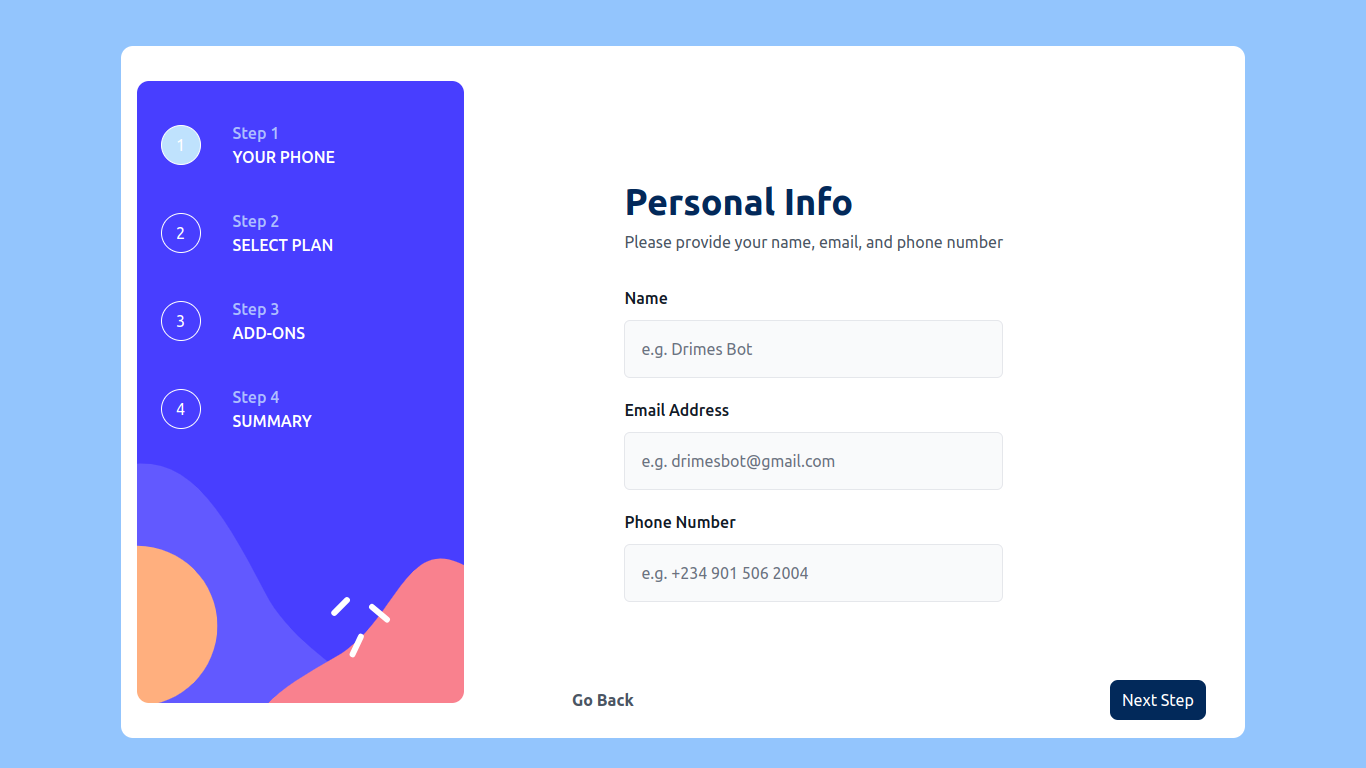 1
Step 1
YOUR PHONE
2
Step 2
SELECT PLAN
3
Step 3
ADD-ONS
4
Step 4
SUMMARY
Personal Info
Please provide your name, email, and phone number
Name
e.g. Drimes Bot
Email Address
e.g. drimesbot@gmail.com
Phone Number
e.g. +234 901 506 2004
Go Back
Next Step